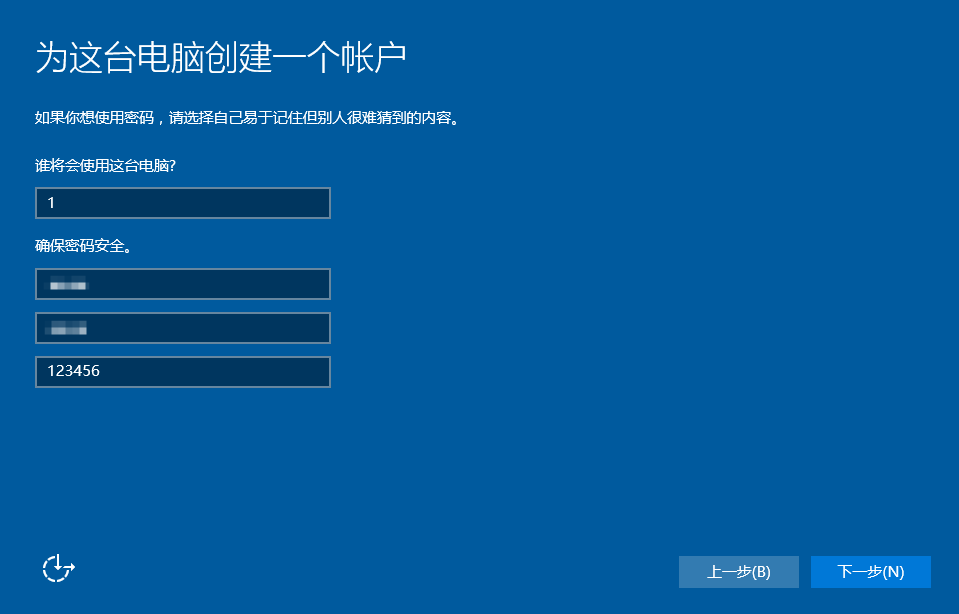 为这台电脑创建一个帐户
如果你想使用密码，请选择自己易于记住但别人很难猜到的内容。
谁将会使用这台电脑?
1
确保密码安全。
123456
上一步(B)
下一步(N)